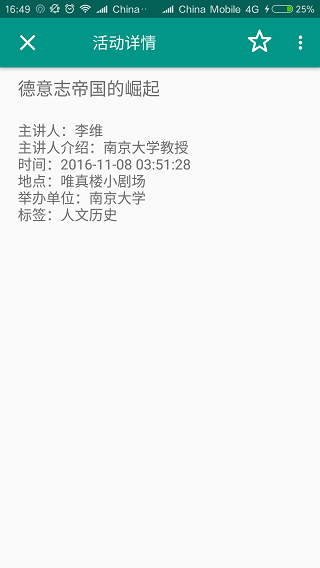 16:49 China·· China Mobile 4G 25%
活动详情
德意志帝国的崛起
主讲人：李维
主讲人介绍：南京大学教授
时间：2016-11-08 03:51:28
地点：唯真楼小剧场
举办单位：南京大学
标签：人文历史